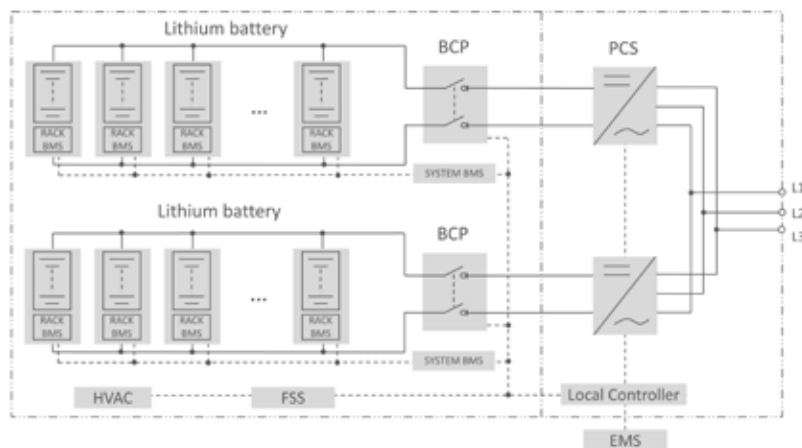 Lithium battery
BCP
PCS
RACK
BMS
RACK
BMS
RACK
BMS
...
RACK
BMS
SYSTEM BMS
L1
L2
L3
Lithium battery
BCP
RACK
BMS
RACK
BMS
RACK
BMS
...
RACK
BMS
SYSTEM BMS
HVAC
FSS
Local Controller
EMS